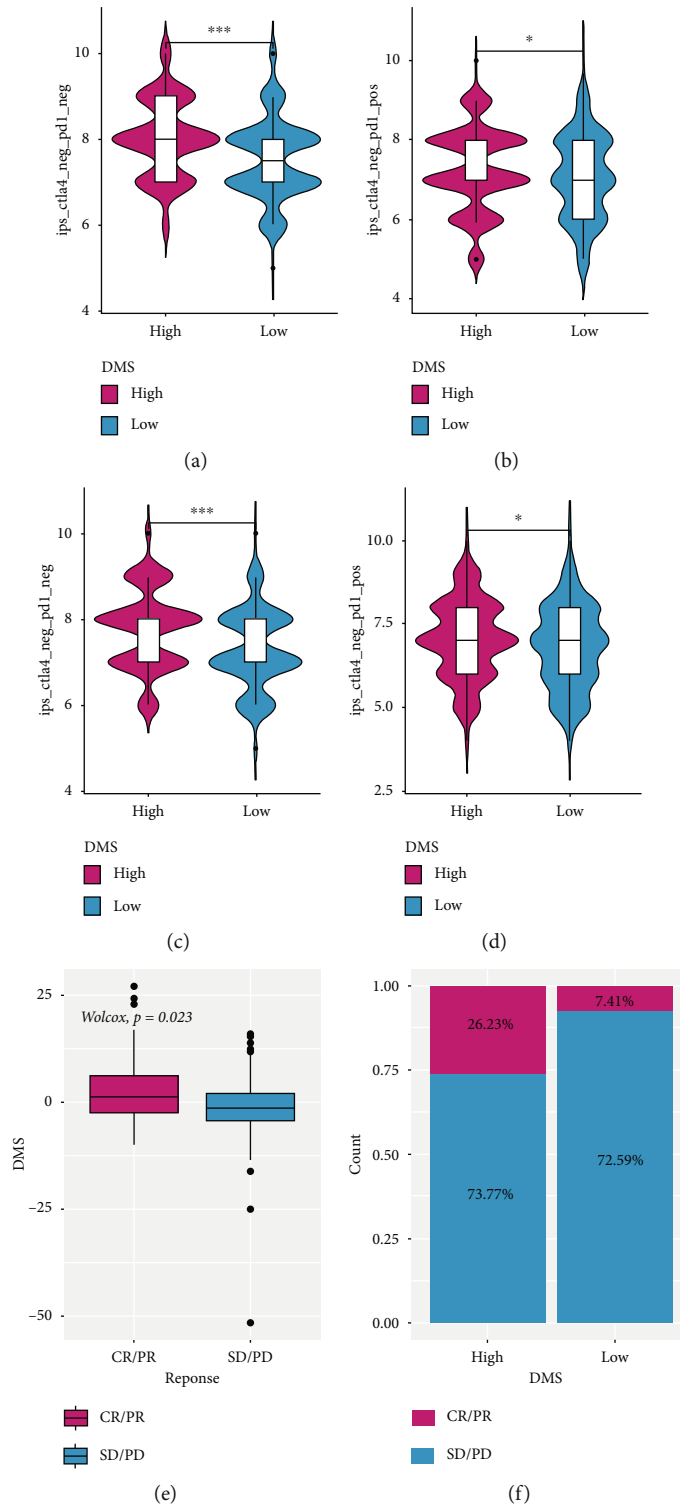 ***
10
8
6
4
ips_ctla4_neg_pd1_neg
High
Low
DMS
High
Low
(a)
*
10
8
6
4
ips_ctla4_neg_pd1_pos
High
Low
DMS
High
Low
(b)
***
10
8
6
4
ips_ctla4_neg_pd1_neg
High
Low
DMS
High
Low
(c)
*
10.0
7.5
5.0
2.5
ips_ctla4_neg_pd1_pos
High
Low
DMS
High
Low
(d)
25
0
−25
−50
DMS
Wolcox, p = 0.023
CR/PR
SD/PD
Reponse
CR/PR
SD/PD
(e)
1.00
0.75
0.50
0.25
0.00
Count
26.23%
7.41%
73.77%
72.59%
High
Low
DMS
CR/PR
SD/PD
(f)